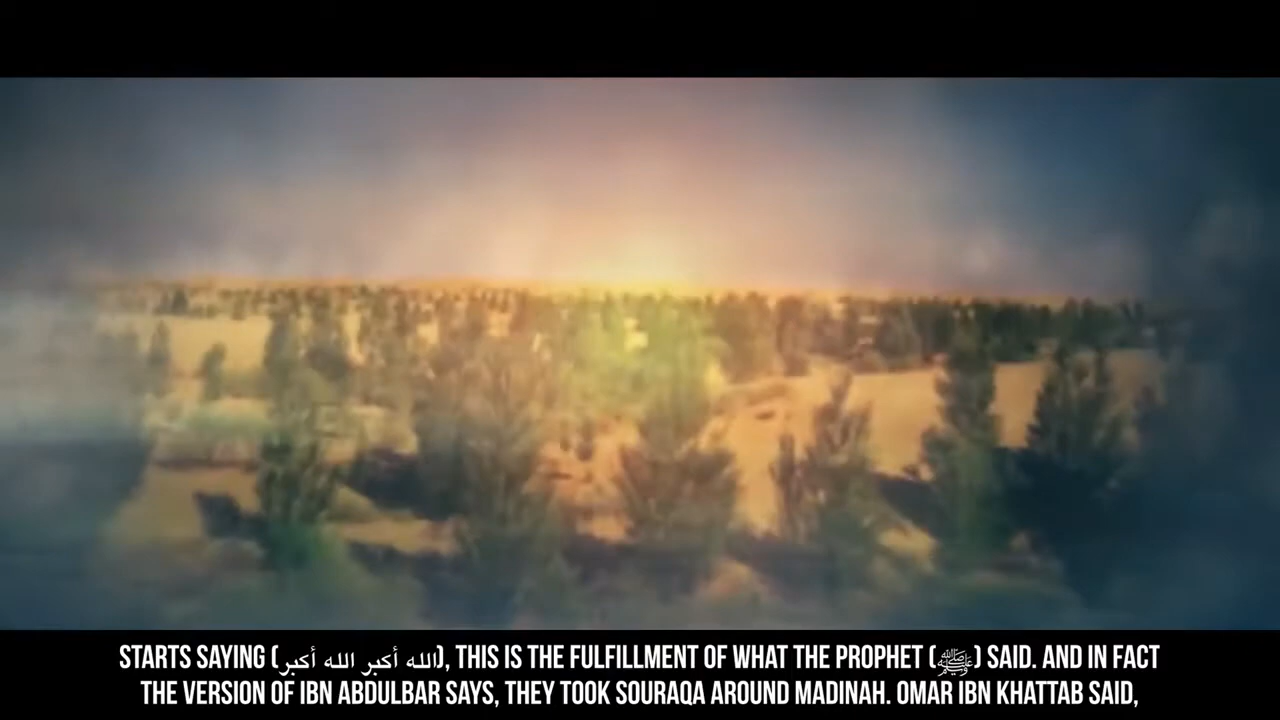 STARTS SAYING (الله أكبر الله أكبر), THIS IS THE FULFILLMENT OF WHAT THE PROPHET (ﷺ) SAID. AND IN FACT
THE VERSION OF IBN ABDULBAR SAYS, THEY TOOK SOURAQA AROUND MADINAH. OMAR IBN KHATTAB SAID,